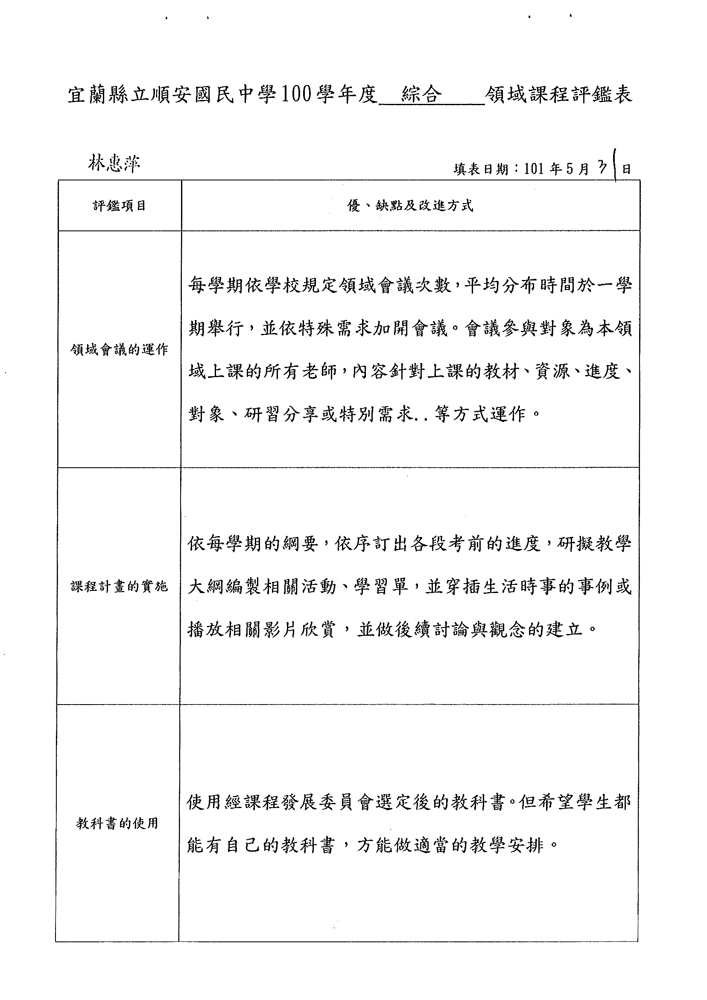 宜蘭縣立順安國民中學100學年度 綜合 領域課程評鑑表
林惠萍
填表日期：101年5月31日
評鑑項目
優、缺點及改進方式
領域會議的運作
每學期依學校規定領域會議次數，平均分布時間於一學
期舉行，並依特殊需求加開會議。會議參與對象為本領
域上課的所有老師，內容針對上課的教材、資源、進度、
對象、研習分享或特別需求..等方式運作。
課程計畫的實施
依每學期的綱要，依序訂出各段考前的進度，研擬教學
大綱編製相關活動、學習單，並穿插生活時事的事例或
播放相關影片欣賞，並做後續討論與觀念的建立。
教科書的使用
使用經課程發展委員會選定後的教科書。但希望學生都
能有自己的教科書，方能做適當的教學安排。